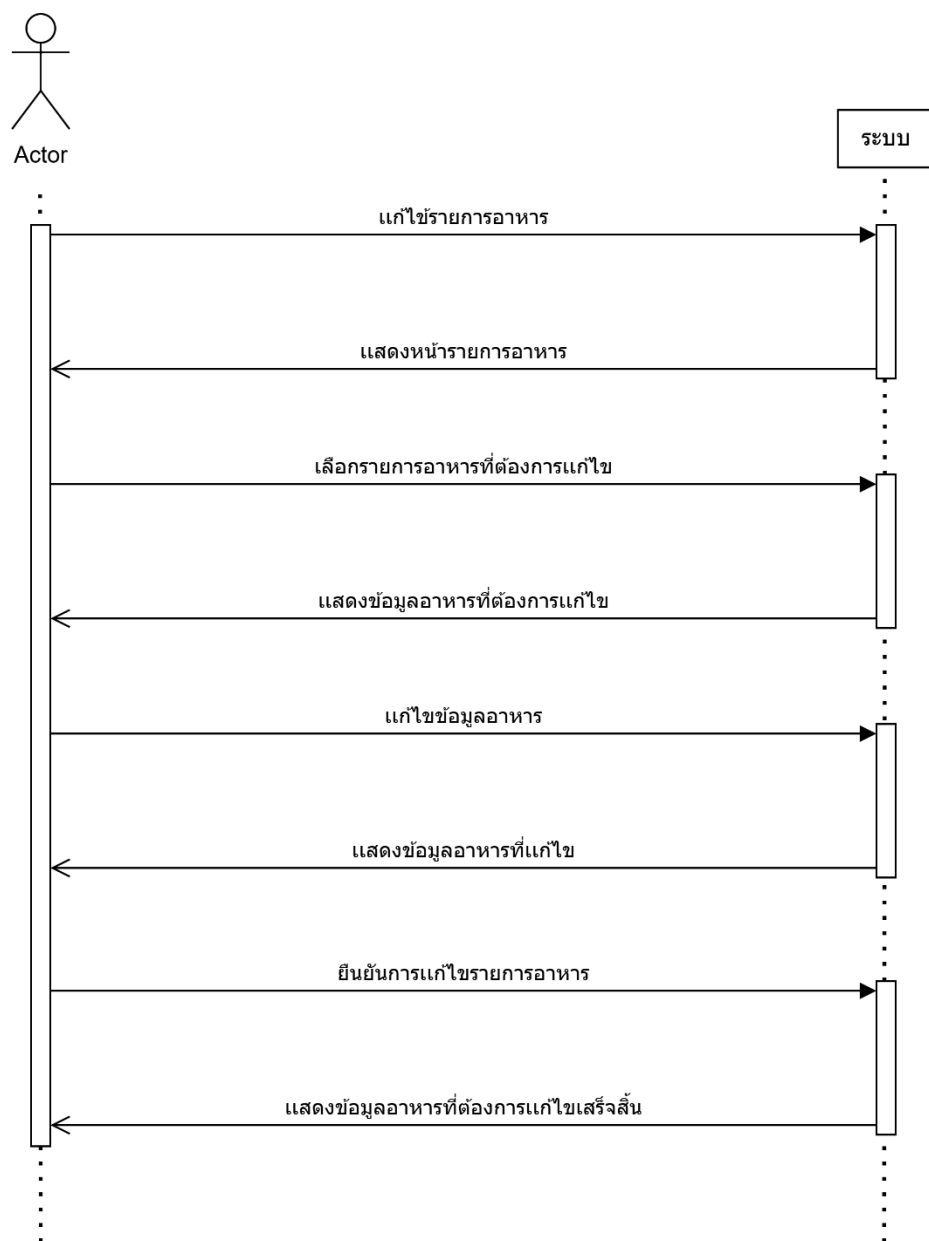 Actor
ระบบ
แก้ไข้รายการอาหาร
แสดงหน้ารายการอาหาร
เลือกรายการอาหารที่ต้องการแก้ไข
แสดงข้อมูลอาหารที่ต้องการแก้ไข
แก้ไขข้อมูลอาหาร
แสดงข้อมูลอาหารที่แก้ไข
ยืนยันการแก้ไขรายการอาหาร
แสดงข้อมูลอาหารที่ต้องการแก้ไขเสร็จสิ้น